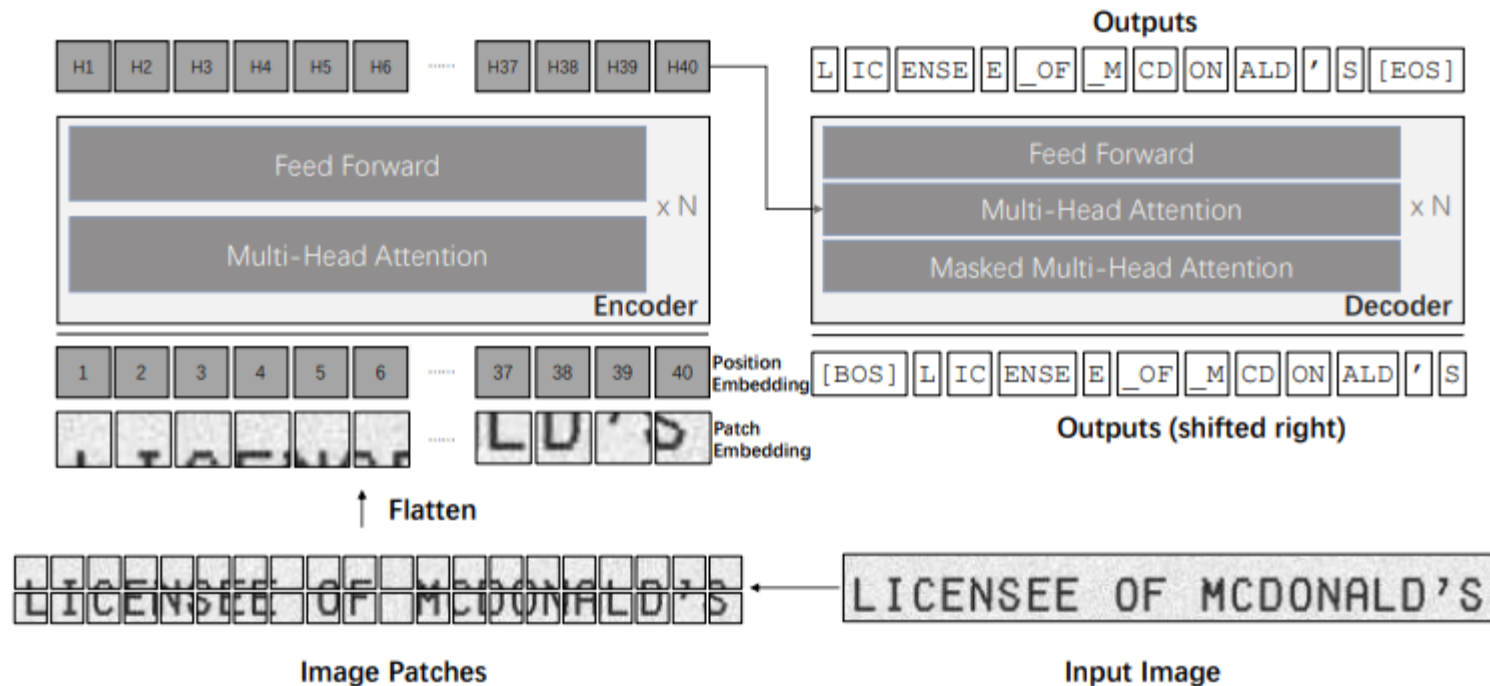 Outputs
H1 H2 H3 H4 H5 H6 ...... H37 H38 H39 H40
L IC ENSE E _OF _M CD ON ALD ' S [EOS]
Feed Forward
Multi-Head Attention
x N
Encoder
Feed Forward
Multi-Head Attention
Masked Multi-Head Attention
x N
Decoder
1 2 3 4 5 6 ...... 37 38 39 40
Position
Embedding
[BOS] L IC ENSE E _OF _M CD ON ALD ' S
...... LD'S
Patch
Embedding
Outputs (shifted right)
Flatten
LICENSEE OF MCDONALD'S
LICENSEE OF MCDONALD'S
Image Patches
Input Image